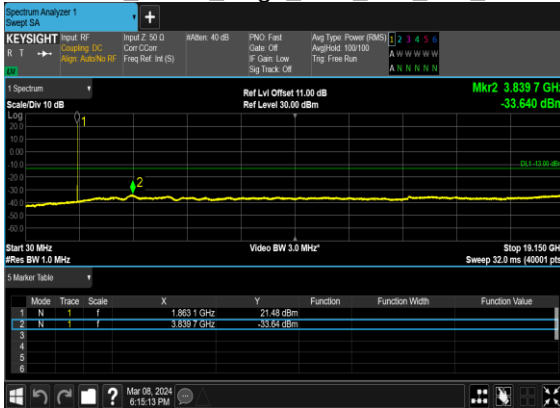 Spectrum Analyzer 1
Swept SA
+
KEYSIGHT Input: RF Input Z: 50 Ω #Atten: 40 dB PNO: Fast Avg Type: Power (RMS) 1 2 3 4 5 6
R T Coupling: DC Corr CCorr Gate: Off Avg|Hold: 100/100 A W W W W W
Align: Auto/No RF Freq Ref: Int (S) IF Gain: Low Trig: Free Run
Sig Track: Off A N N N N N
1 Spectrum Ref Lvl Offset 11.00 dB Mkr2 3.839 7 GHz
Scale/Div 10 dB Ref Level 30.00 dBm -33.640 dBm
Log
20.0
10.0
0.00
-10.0
-20.0
-30.0
-40.0
-50.0
-60.0
1
2
DL1 -13.00 dBm
Start 30 MHz Video BW 3.0 MHz* Stop 19.150 GH
#Res BW 1.0 MHz Sweep 32.0 ms (40001 pts
5 Marker Table
Mode Trace Scale X Y Function Function Width Function Value
1 N 1 f 1.863 1 GHz 21.48 dBm
2 N 1 f 3.839 7 GHz -33.64 dBm
3
4
5
6
? Mar 08, 2024
6:15:13 PM